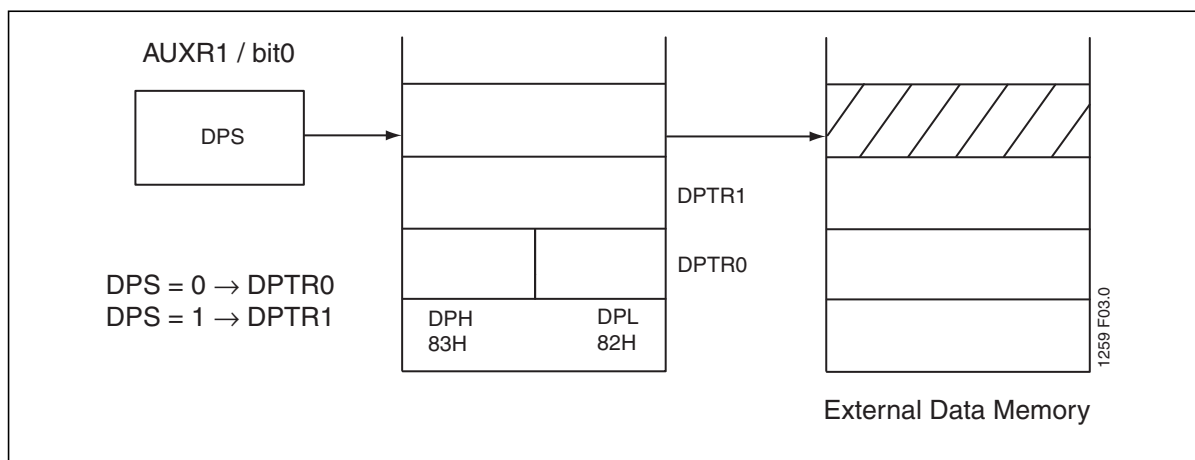 AUXR1 / bit0
DPS
DPTR1
DPTR0
DPS = 0 → DPTR0
DPS = 1 → DPTR1
DPH
83H
DPL
82H
External Data Memory
1259 F03.0